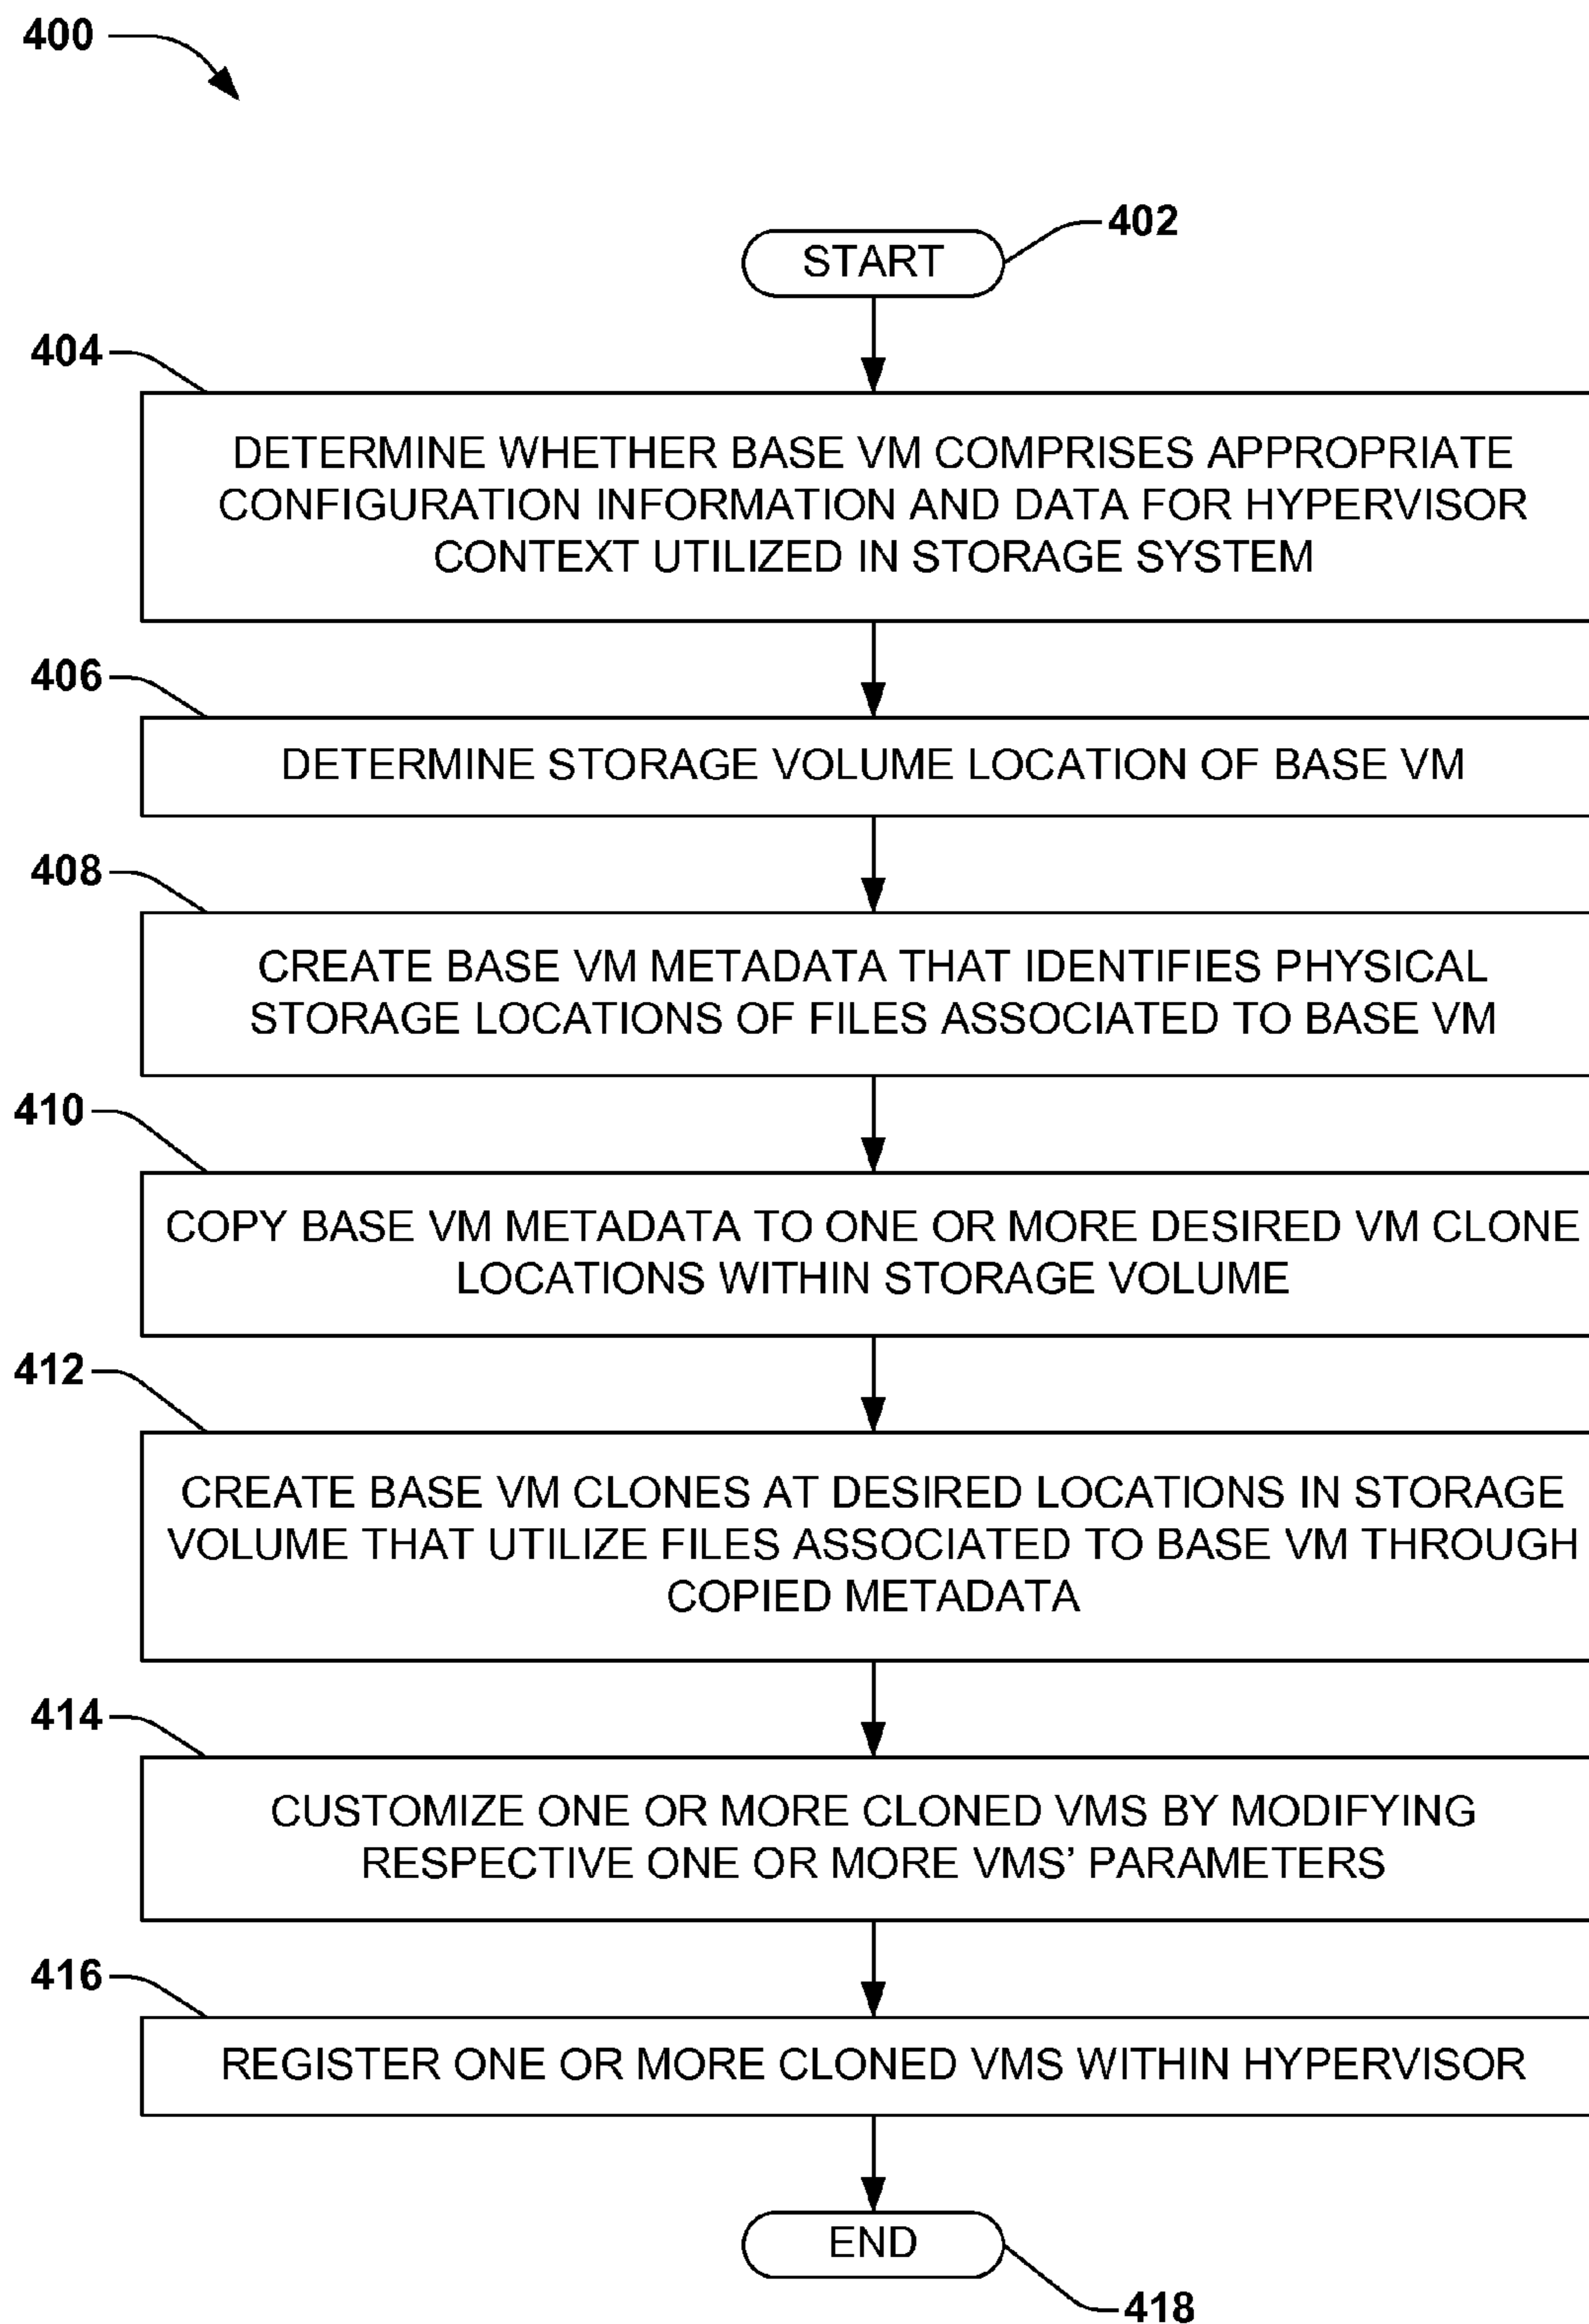 400
START
402
404
DETERMINE WHETHER BASE VM COMPRISES APPROPRIATE
CONFIGURATION INFORMATION AND DATA FOR HYPERVISOR
CONTEXT UTILIZED IN STORAGE SYSTEM
406
DETERMINE STORAGE VOLUME LOCATION OF BASE VM
408
CREATE BASE VM METADATA THAT IDENTIFIES PHYSICAL
STORAGE LOCATIONS OF FILES ASSOCIATED TO BASE VM
410
COPY BASE VM METADATA TO ONE OR MORE DESIRED VM CLONE
LOCATIONS WITHIN STORAGE VOLUME
412
CREATE BASE VM CLONES AT DESIRED LOCATIONS IN STORAGE
VOLUME THAT UTILIZE FILES ASSOCIATED TO BASE VM THROUGH
COPIED METADATA
414
CUSTOMIZE ONE OR MORE CLONED VMS BY MODIFYING
RESPECTIVE ONE OR MORE VMS’ PARAMETERS
416
REGISTER ONE OR MORE CLONED VMS WITHIN HYPERVISOR
END
418